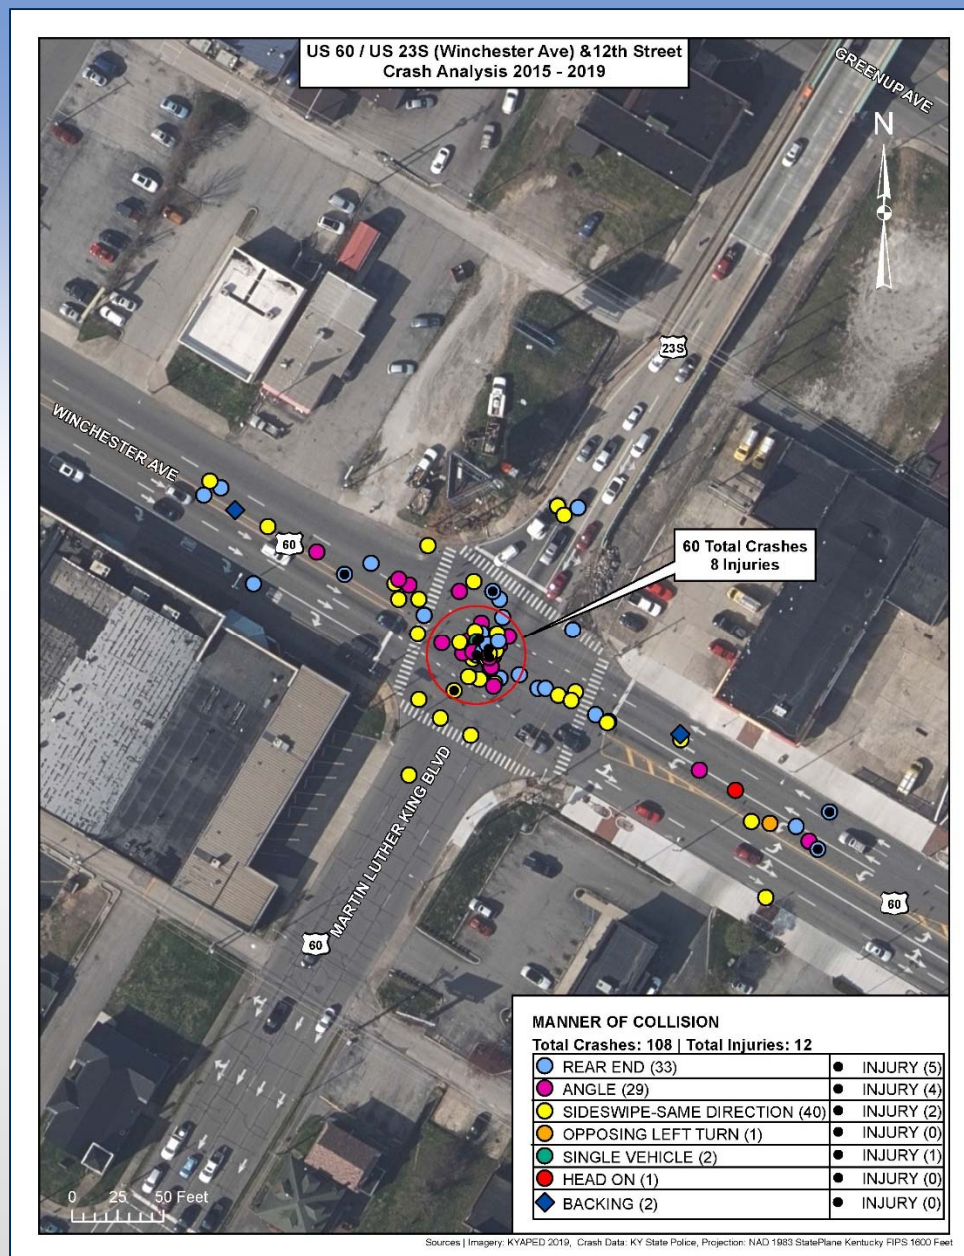 US 60 / US 23S (Winchester Ave) &12th Street
Crash Analysis 2015 - 2019
GREENUP AVE
N
23S
WINCHESTER AVE
60
60 Total Crashes
8 Injuries
MARTIN LUTHER KING BLVD
60
60
MANNER OF COLLISION
Total Crashes: 108 | Total Injuries: 12
REAR END (33) INJURY (5)
ANGLE (29) INJURY (4)
SIDESWIPE-SAME DIRECTION (40) INJURY (2)
OPPOSING LEFT TURN (1) INJURY (0)
SINGLE VEHICLE (2) INJURY (1)
HEAD ON (1) INJURY (0)
BACKING (2) INJURY (0)
0 25 50 Feet
Sources | Imagery: KYAPED 2019, Crash Data: KY State Police, Projection: NAD 1983 StatePlane Kentucky FIPS 1600 Feet